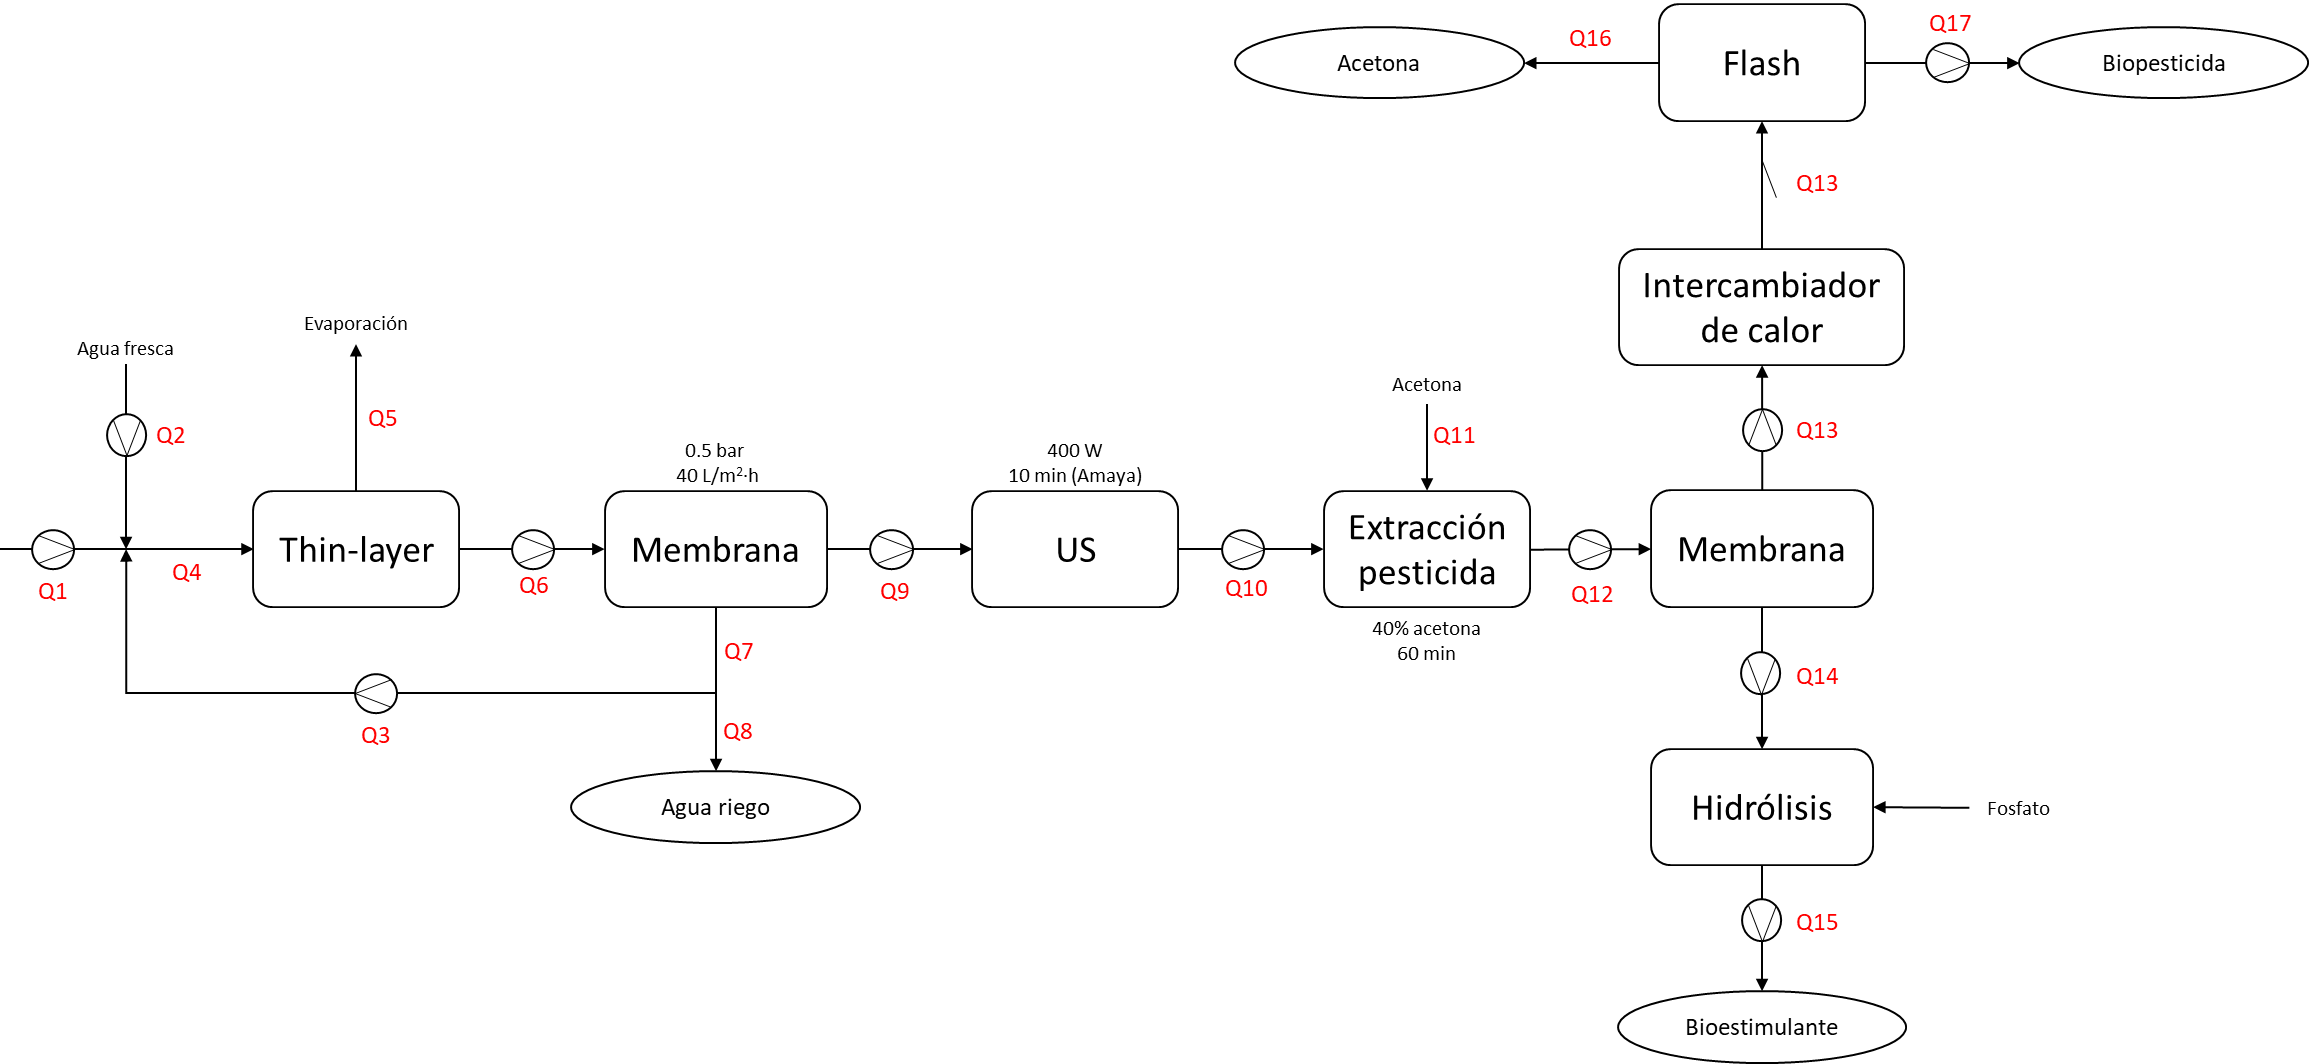 Q16
Q17
Acetona
Flash
Biopesticida
Q13
Intercambiador
de calor
Evaporación
Agua fresca
Q5
Q2
Acetona
Q11
Q13
0.5 bar
40 L/m²·h
400 W
10 min (Amaya)
Thin-layer
Membrana
US
Extracción
pesticida
Membrana
Q1
Q4
Q6
Q9
Q10
Q12
40% acetona
60 min
Q7
Q14
Q3
Q8
Agua riego
Hidrólisis
Fosfato
Q15
Bioestimulante